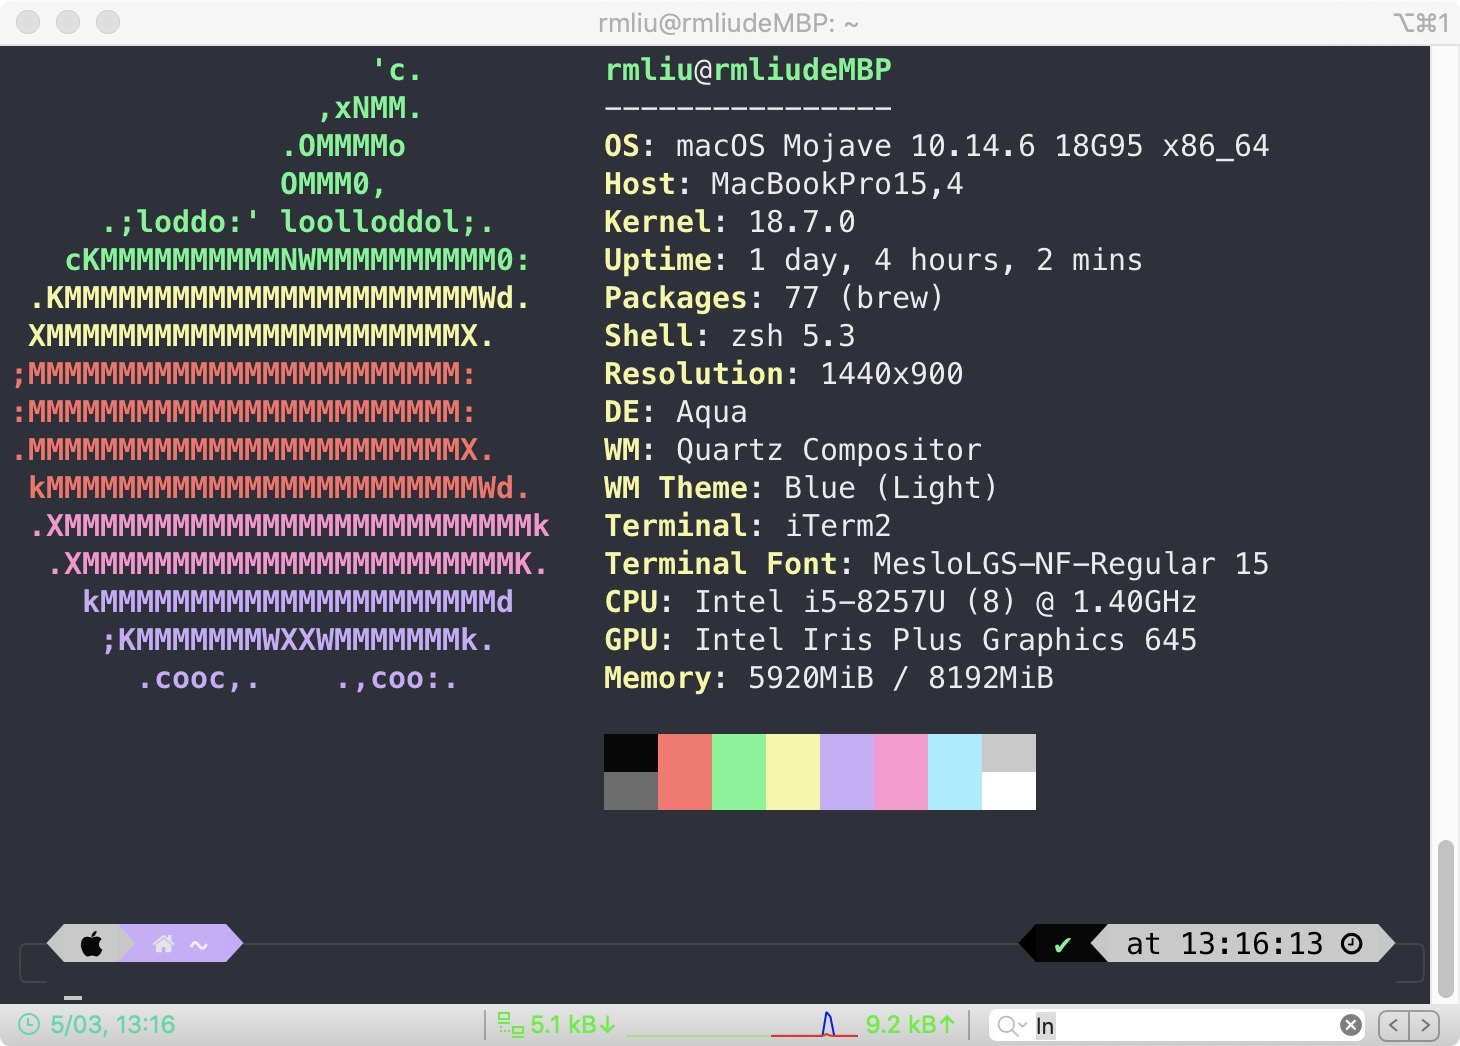 rmliu@rmliudeMBP: ~
⌥⌘1
'c.
,xNMM.
.OMMMMo
OMMM0,
.;loddo:' loolloddol;.
cKMMMMMMMMMMNWMMMMMMMMMM0:
.KMMMMMMMMMMMMMMMMMMMMMMMWd.
XMMMMMMMMMMMMMMMMMMMMMMMX.
;MMMMMMMMMMMMMMMMMMMMMMMM:
:MMMMMMMMMMMMMMMMMMMMMMMM:
.MMMMMMMMMMMMMMMMMMMMMMMMX.
kMMMMMMMMMMMMMMMMMMMMMMMMWd.
.XMMMMMMMMMMMMMMMMMMMMMMMMMMk
.XMMMMMMMMMMMMMMMMMMMMMMMMK.
kMMMMMMMMMMMMMMMMMMMMMMd
;KMMMMMMMWXXWMMMMMMMk.
.cooc,. .,coo:.
rmliu@rmliudeMBP
----------------
OS: macOS Mojave 10.14.6 18G95 x86_64
Host: MacBookPro15,4
Kernel: 18.7.0
Uptime: 1 day, 4 hours, 2 mins
Packages: 77 (brew)
Shell: zsh 5.3
Resolution: 1440x900
DE: Aqua
WM: Quartz Compositor
WM Theme: Blue (Light)
Terminal: iTerm2
Terminal Font: MesloLGS-NF-Regular 15
CPU: Intel i5-8257U (8) @ 1.40GHz
GPU: Intel Iris Plus Graphics 645
Memory: 5920MiB / 8192MiB
~
✔ at 13:16:13
5/03, 13:16
5.1 kB↓
9.2 kB↑
ln